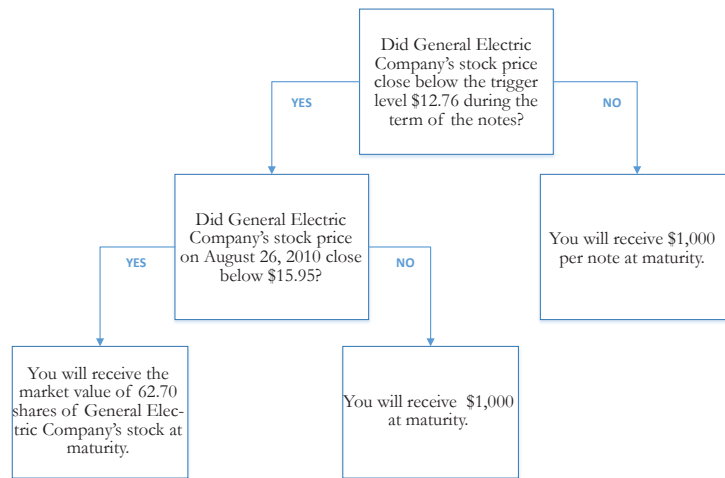 Did General Electric
Company's stock price
close below the trigger
level $12.76 during the
term of the notes?
YES
NO
Did General Electric
Company's stock price
on August 26, 2010 close
below $15.95?
You will receive $1,000
per note at maturity.
YES
NO
You will receive the
market value of 62.70
shares of General Elec-
tric Company's stock at
maturity.
You will receive $1,000
at maturity.